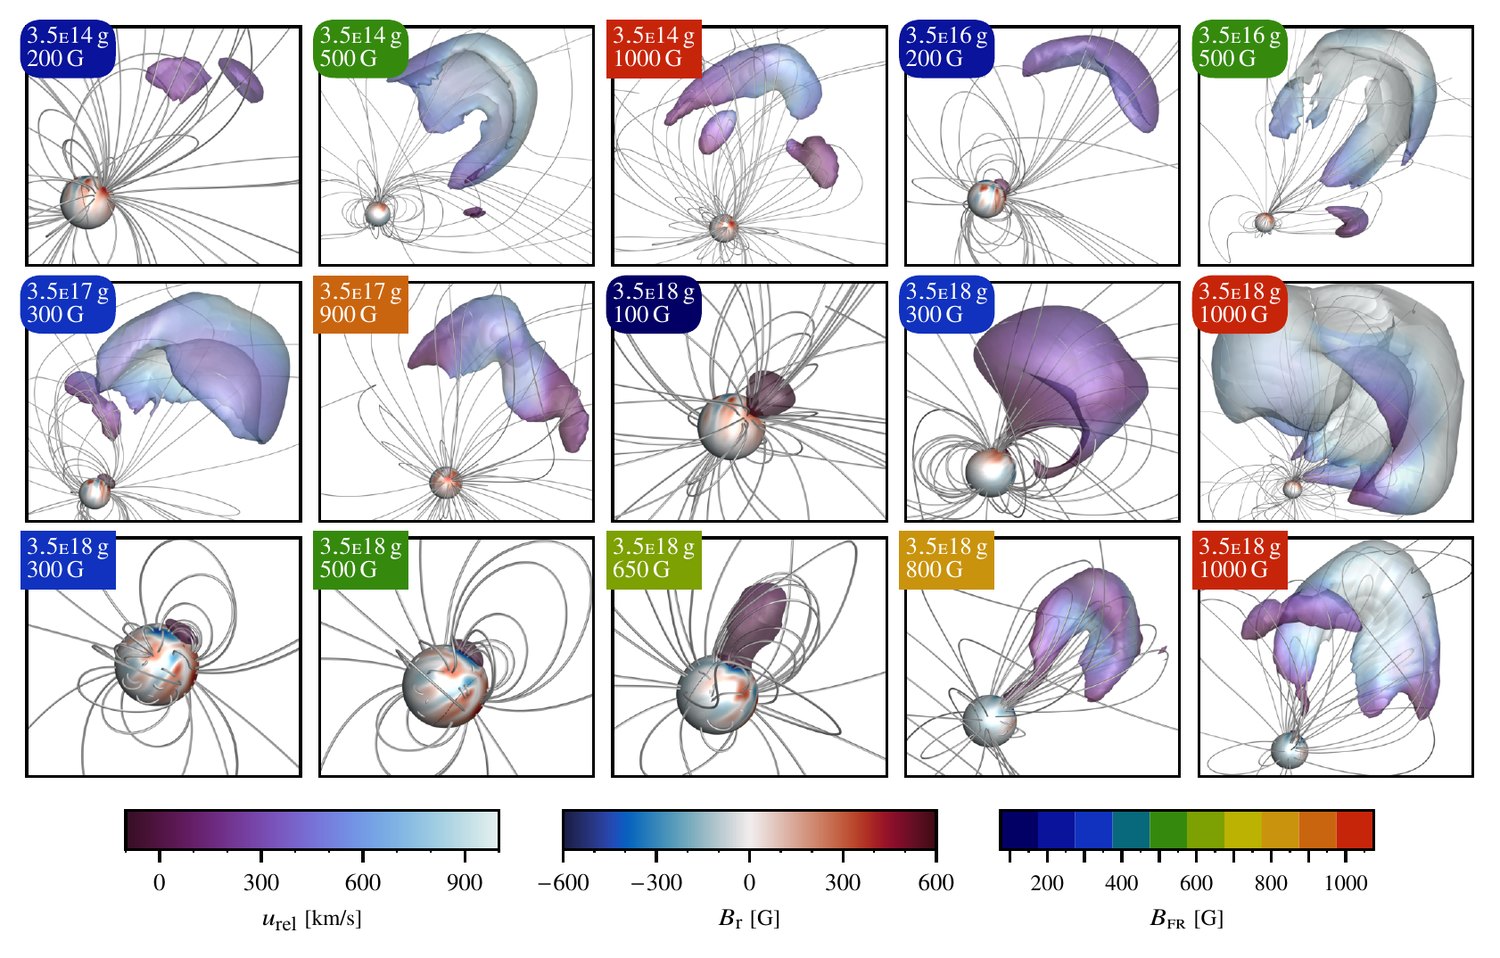 3.5E14 g
200 G
3.5E14 g
500 G
3.5E14 g
1000 G
3.5E16 g
200 G
3.5E16 g
500 G
3.5E17 g
300 G
3.5E17 g
900 G
3.5E18 g
100 G
3.5E18 g
300 G
3.5E18 g
1000 G
3.5E18 g
300 G
3.5E18 g
500 G
3.5E18 g
650 G
3.5E18 g
800 G
3.5E18 g
1000 G
0 300 600 900
u_rel [km/s]
−600 −300 0 300 600
B_r [G]
200 400 600 800 1000
B_FR [G]